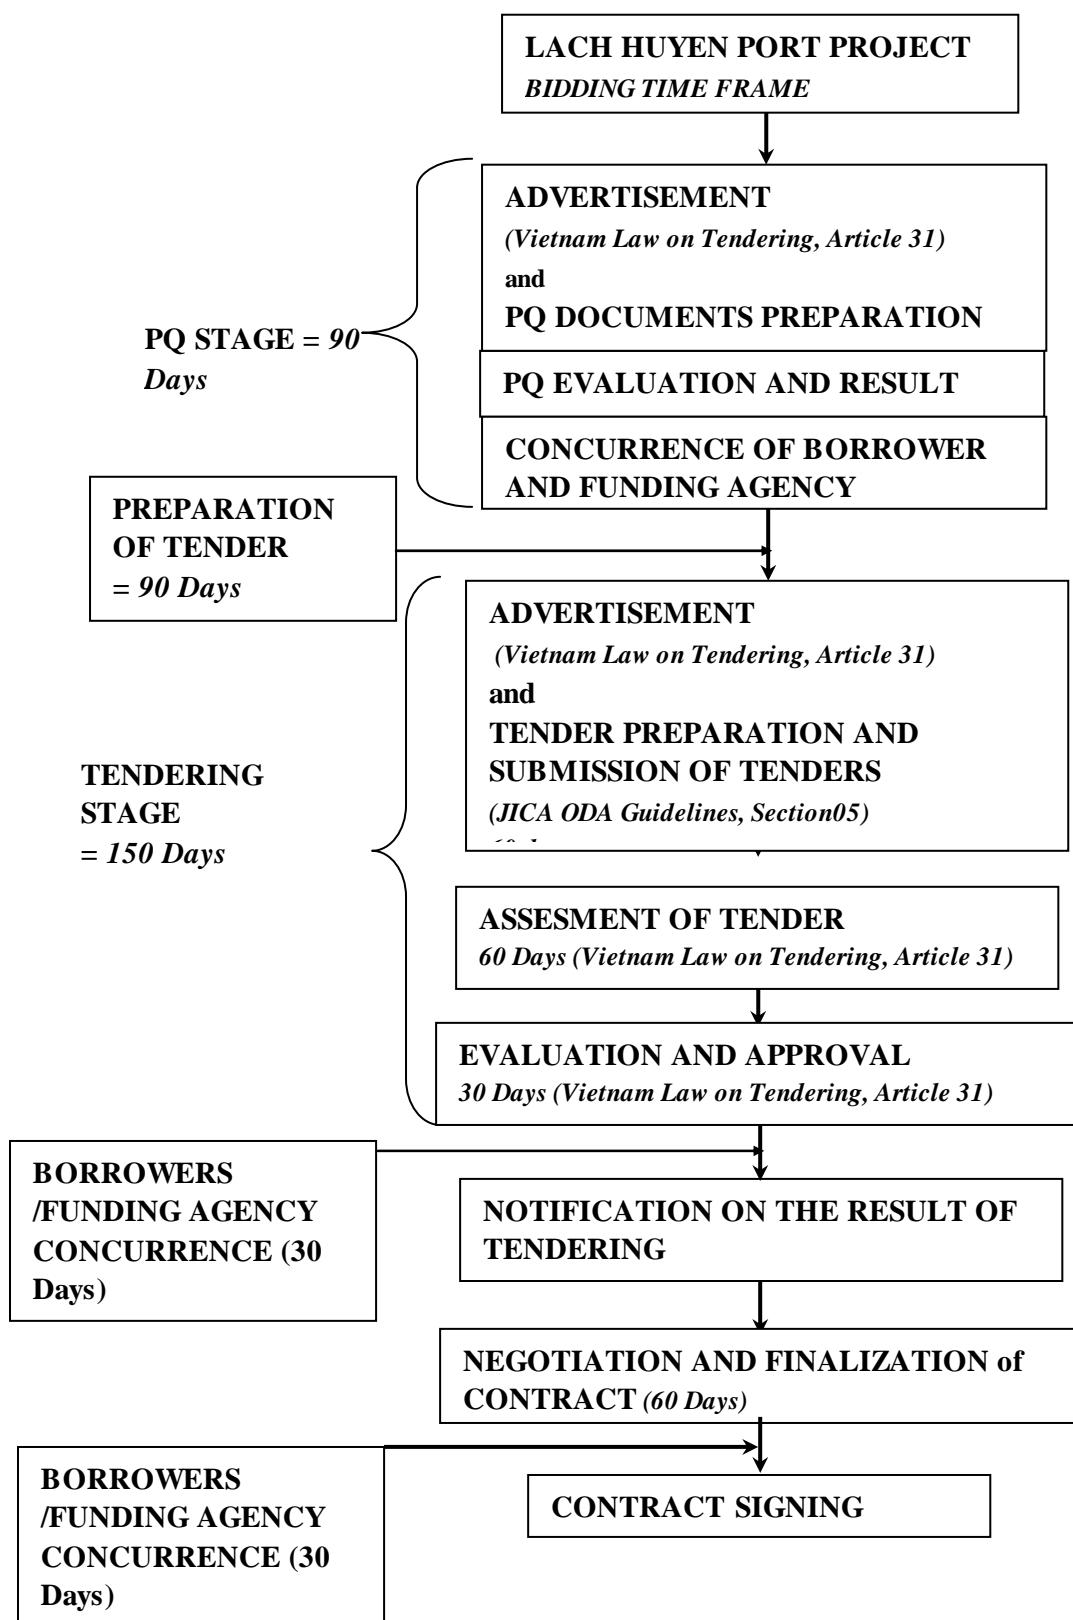 LACH HUYEN PORT PROJECT
BIDDING TIME FRAME
ADVERTISEMENT
(Vietnam Law on Tendering, Article 31)
and
PQ DOCUMENTS PREPARATION
PQ STAGE = 90
Days
PQ EVALUATION AND RESULT
CONCURRENCE OF BORROWER
AND FUNDING AGENCY
PREPARATION
OF TENDER
= 90 Days
ADVERTISEMENT
(Vietnam Law on Tendering, Article 31)
and
TENDER PREPARATION AND
SUBMISSION OF TENDERS
(JICA ODA Guidelines, Section05)
TENDERING
STAGE
= 150 Days
ASSESMENT OF TENDER
60 Days (Vietnam Law on Tendering, Article 31)
EVALUATION AND APPROVAL
30 Days (Vietnam Law on Tendering, Article 31)
BORROWERS
/FUNDING AGENCY
CONCURRENCE (30
Days)
NOTIFICATION ON THE RESULT OF
TENDERING
NEGOTIATION AND FINALIZATION of
CONTRACT (60 Days)
BORROWERS
/FUNDING AGENCY
CONCURRENCE (30
Days)
CONTRACT SIGNING